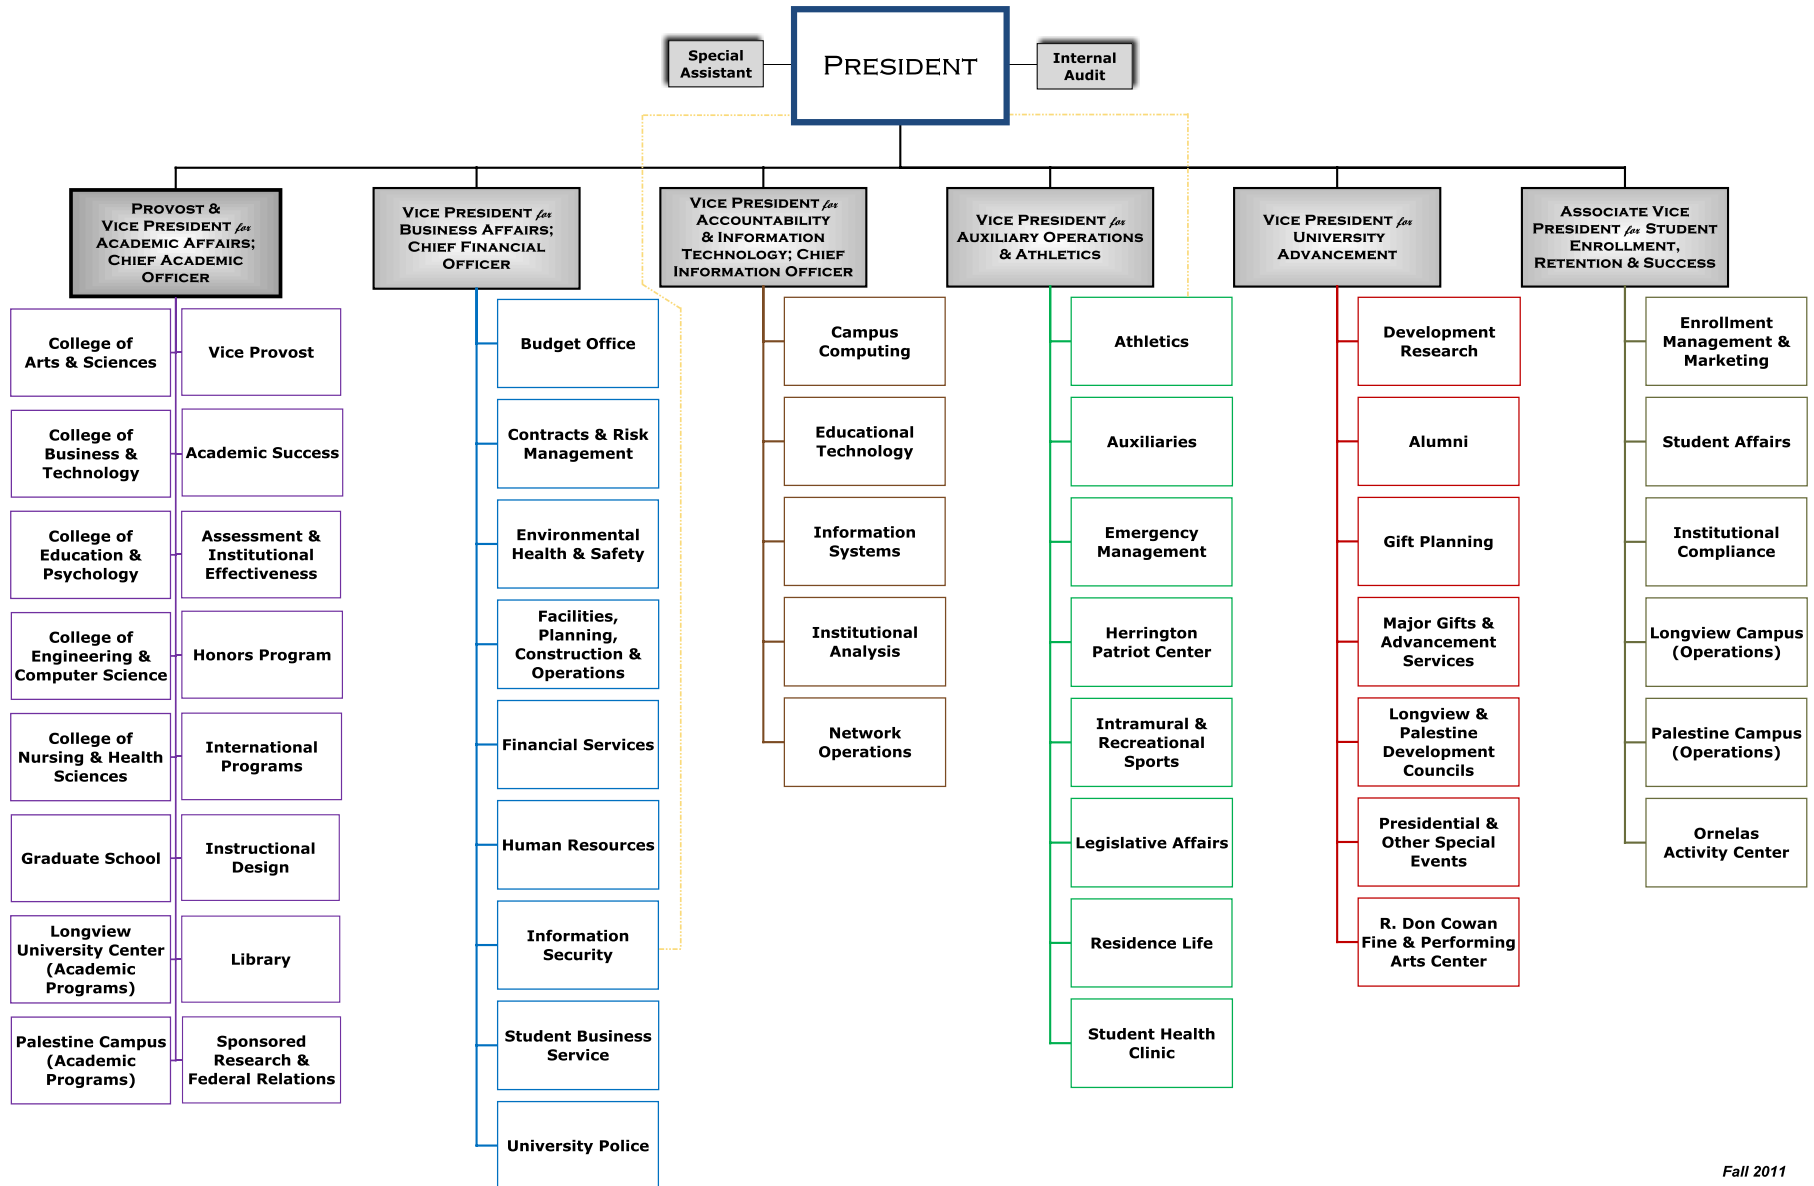 Special
Assistant
PRESIDENT
Internal
Audit
PROVOST &
VICE PRESIDENT for
ACADEMIC AFFAIRS;
CHIEF ACADEMIC
OFFICER
VICE PRESIDENT for
BUSINESS AFFAIRS;
CHIEF FINANCIAL
OFFICER
VICE PRESIDENT for
ACCOUNTABILITY
& INFORMATION
TECHNOLOGY; CHIEF
INFORMATION OFFICER
VICE PRESIDENT for
AUXILIARY OPERATIONS
& ATHLETICS
VICE PRESIDENT for
UNIVERSITY
ADVANCEMENT
ASSOCIATE VICE
PRESIDENT for STUDENT
ENROLLMENT,
RETENTION & SUCCESS
College of
Arts & Sciences
College of
Business &
Technology
College of
Education &
Psychology
College of
Engineering &
Computer Science
College of
Nursing & Health
Sciences
Graduate School
Longview
University Center
(Academic
Programs)
Palestine Campus
(Academic
Programs)
Vice Provost
Academic Success
Assessment &
Institutional
Effectiveness
Honors Program
International
Programs
Instructional
Design
Library
Sponsored
Research &
Federal Relations
Budget Office
Contracts & Risk
Management
Environmental
Health & Safety
Facilities,
Planning,
Construction &
Operations
Financial Services
Human Resources
Information
Security
Student Business
Service
University Police
Campus
Computing
Educational
Technology
Information
Systems
Institutional
Analysis
Network
Operations
Athletics
Auxiliaries
Emergency
Management
Herrington
Patriot Center
Intramural &
Recreational
Sports
Legislative Affairs
Residence Life
Student Health
Clinic
Development
Research
Alumni
Gift Planning
Major Gifts &
Advancement
Services
Longview &
Palestine
Development
Councils
Presidential &
Other Special
Events
R. Don Cowan
Fine & Performing
Arts Center
Enrollment
Management &
Marketing
Student Affairs
Institutional
Compliance
Longview Campus
(Operations)
Palestine Campus
(Operations)
Ornelas
Activity Center
Fall 2011